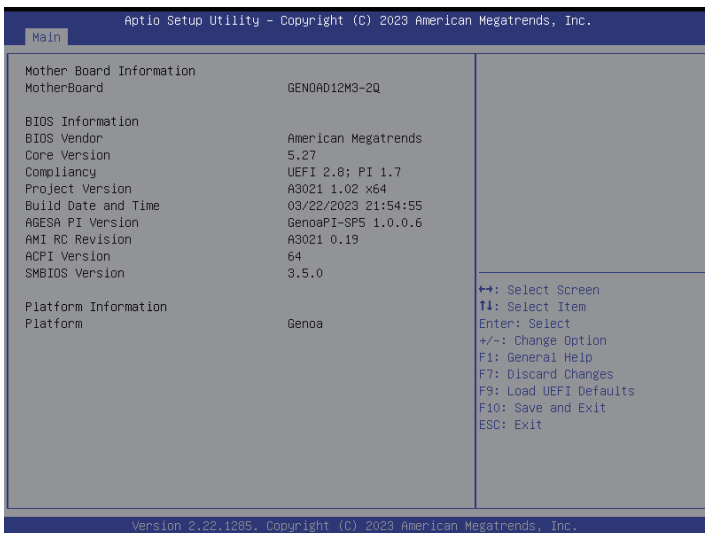 Aptio Setup Utility – Copyright (C) 2023 American Megatrends, Inc.
Main
Mother Board Information
MotherBoard GENOAD12M3-2Q
BIOS Information
BIOS Vendor American Megatrends
Core Version 5.27
Compliancy UEFI 2.8; PI 1.7
Project Version A3021 1.02 x64
Build Date and Time 03/22/2023 21:54:55
AGESA PI Version GenoaPI-SP5 1.0.0.6
AMI RC Revision A3021 0.19
ACPI Version 64
SMBIOS Version 3.5.0
Platform Information
Platform Genoa
↔: Select Screen
↑↓: Select Item
Enter: Select
+/-: Change Option
F1: General Help
F7: Discard Changes
F9: Load UEFI Defaults
F10: Save and Exit
ESC: Exit
Version 2.22.1285. Copyright (C) 2023 American Megatrends, Inc.